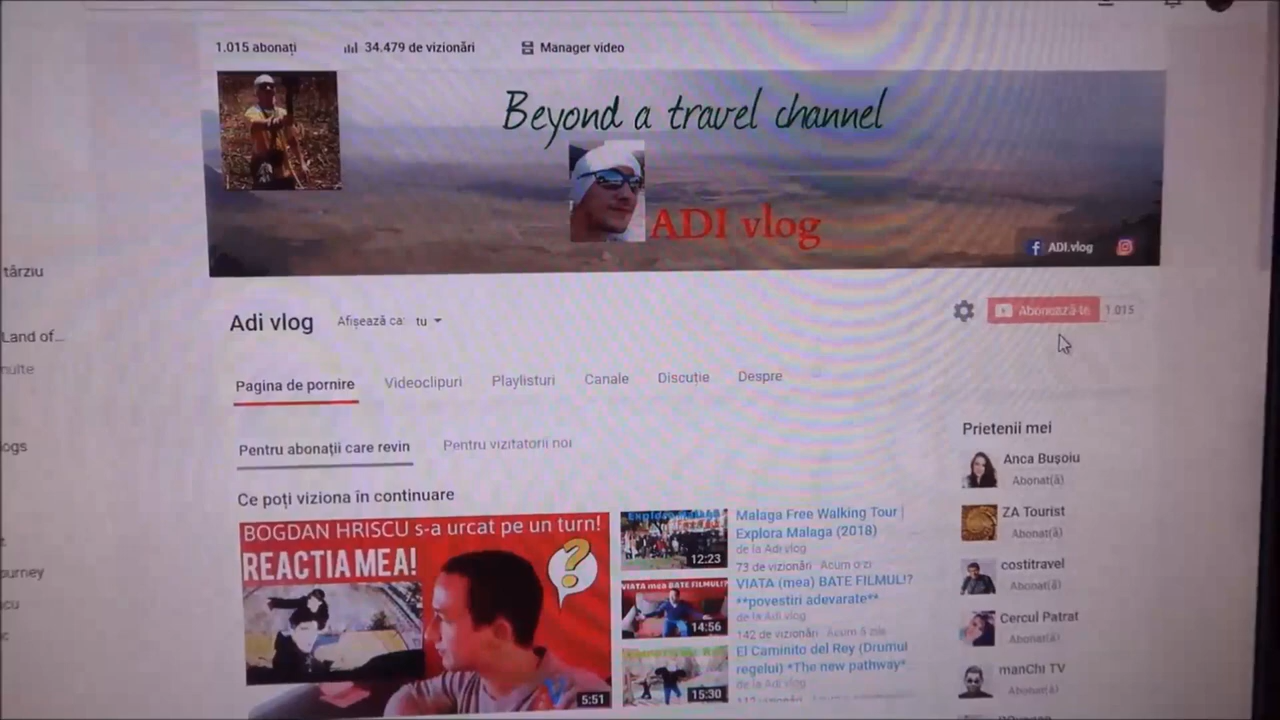 1.015 abonați
34.479 de vizionări
Manager video
Beyond a travel channel
ADI vlog
ADI.vlog
târziu
Land of...
multe
ogs
ourney
cu
Adi vlog
Afișează ca: tu
Abonează-te 1.015
Pagina de pornire
Videoclipuri
Playlisturi
Canale
Discuție
Despre
Pentru abonații care revin
Pentru vizitatorii noi
Ce poți viziona în continuare
BOGDAN HRISCU s-a urcat pe un turn!
REACTIA MEA!
?
5:51
12:23
Malaga Free Walking Tour |
Explora Malaga (2018)
de la Adi vlog
73 de vizionări Acum o zi
VIATA mea BATE FILMUL!?
14:56
VIATA (mea) BATE FILMUL!?
**povestiri adevarate**
de la Adi vlog
142 de vizionări Acum 5 zile
15:30
El Caminito del Rey (Drumul
regelui) *The new pathway*
de la Adi vlog
Prietenii mei
Anca Bușoiu
Abonat(ă)
ZA Tourist
Abonat(ă)
costitravel
Abonat(ă)
Cercul Patrat
Abonat(ă)
manChi TV
Abonat(ă)